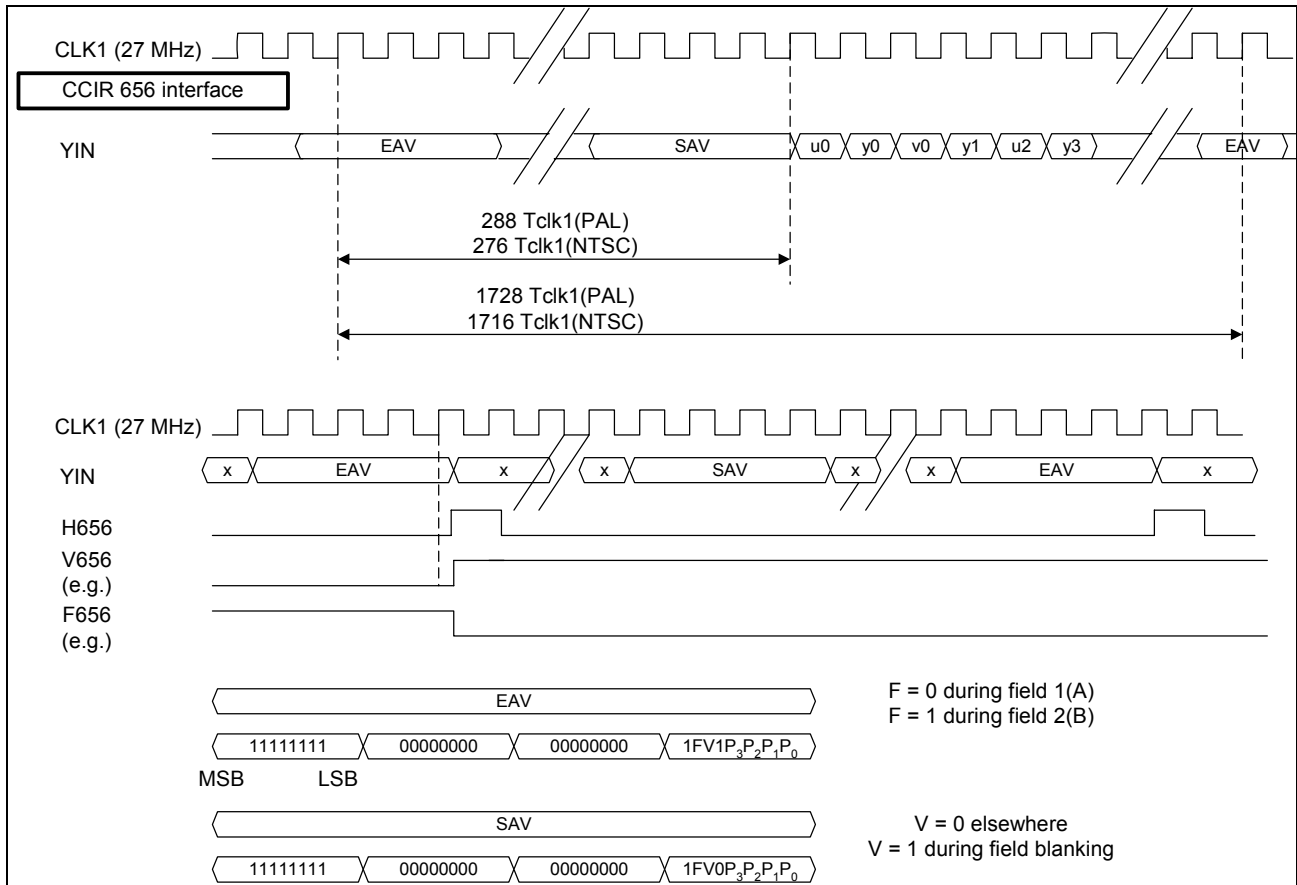 CLK1 (27 MHz)
CCIR 656 interface
YIN EAV SAV u0 y0 v0 y1 u2 y3 EAV
288 Tclk1(PAL)
276 Tclk1(NTSC)
1728 Tclk1(PAL)
1716 Tclk1(NTSC)
CLK1 (27 MHz)
YIN x EAV x x SAV x x EAV x
H656
V656
(e.g.)
F656
(e.g.)
EAV
F = 0 during field 1(A)
F = 1 during field 2(B)
11111111 00000000 00000000 1FV1P₃P₂P₁P₀
MSB LSB
SAV
V = 0 elsewhere
V = 1 during field blanking
11111111 00000000 00000000 1FV0P₃P₂P₁P₀